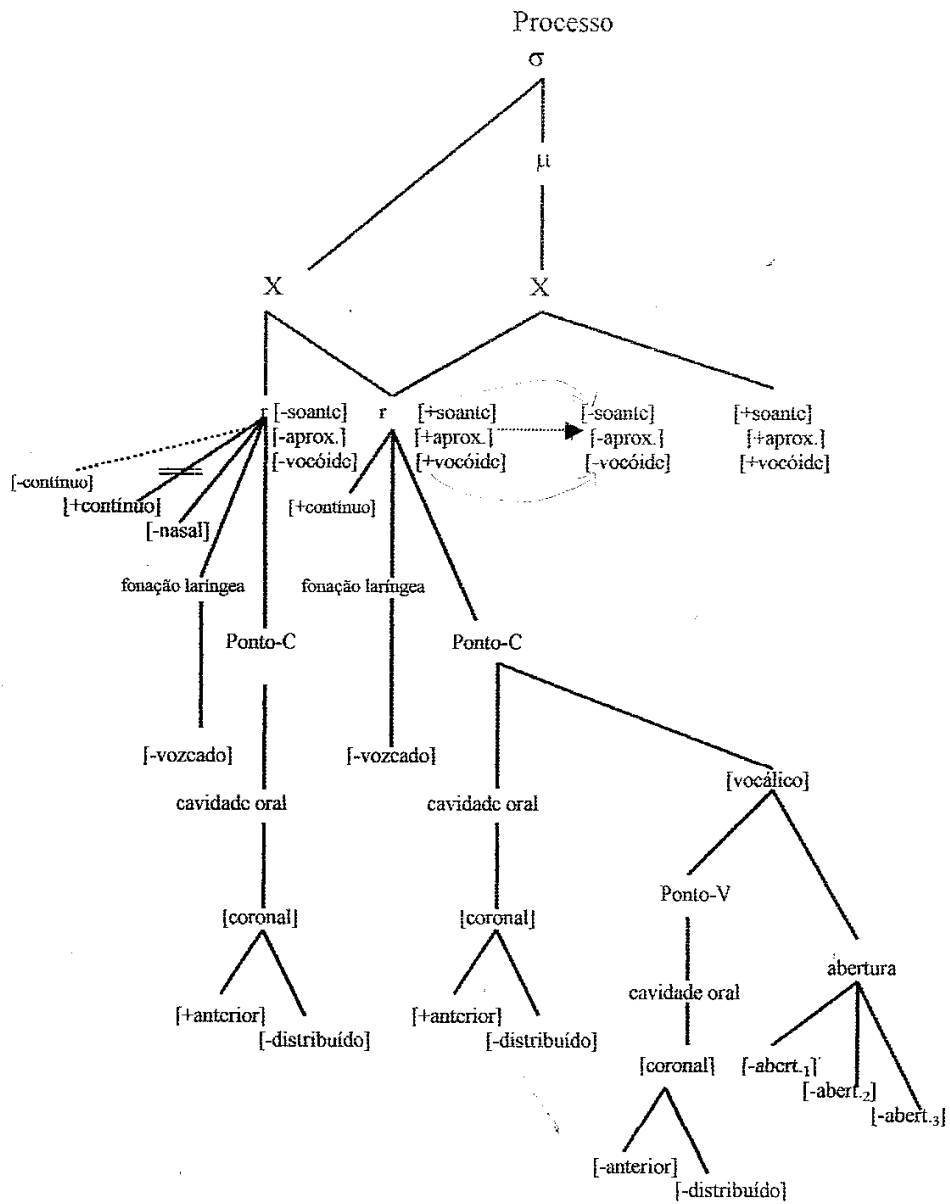 Processo
σ
μ
X X
r [-soante] r [+soante] [-soante] [+soante]
[-aprox.] [+aprox.] [-aprox.] [+aprox.]
[-vocóide] [+vocóide] [-vocóide] [+vocóide]
[-contínuo]
[+contínuo] [+contínuo]
[-nasal]
fonação laríngea fonação laríngea
Ponto-C Ponto-C
[-vozeado] [-vozeado]
[vocálico]
cavidade oral cavidade oral
Ponto-V
[coronal] [coronal]
abertura
cavidade oral
[+anterior] [+anterior]
[-distribuído] [-distribuído]
[coronal] [-abert.1]
[-abert.2]
[-abert.3]
[-anterior]
[-distribuído]